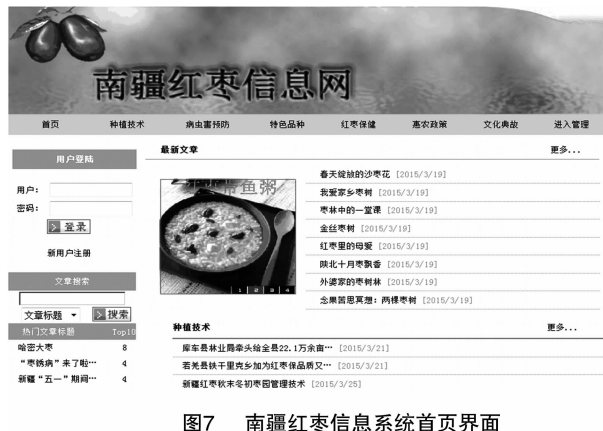 南疆红枣信息网
首页 种植技术 病虫害预防 特色品种 红枣保健 惠农政策 文化典故 进入管理
用户登陆
用户：
密码：
登录
新用户注册
文章搜索
文章标题 搜索
热门文章标题 Top10
哈密大枣 8
“枣锈病”来了啦… 4
新疆“五一”期间… 4
最新文章 更多...
带鱼粥
1 2 3 4
春天绽放的沙枣花 [2015/3/19]
我爱家乡枣树 [2015/3/19]
枣林中的一堂课 [2015/3/19]
金丝枣树 [2015/3/19]
红枣里的母爱 [2015/3/19]
陕北十月枣飘香 [2015/3/19]
外婆家的枣树林 [2015/3/19]
念果苦思冥想：两棵枣树 [2015/3/19]
种植技术 更多...
库车县林业局牵头给全县22.1万余亩… [2015/3/21]
若羌县铁干里克乡加为红枣保品质又… [2015/3/21]
新疆红枣秋末冬初枣园管理技术 [2015/3/25]
图7 南疆红枣信息系统首页界面